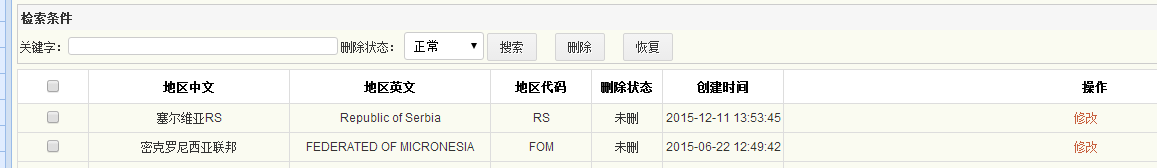 检索条件
关键字： 删除状态： 正常 搜索 删除 恢复
地区中文 地区英文 地区代码 删除状态 创建时间 操作
塞尔维亚RS Republic of Serbia RS 未删 2015-12-11 13:53:45 修改
密克罗尼西亚联邦 FEDERATED OF MICRONESIA FOM 未删 2015-06-22 12:49:42 修改